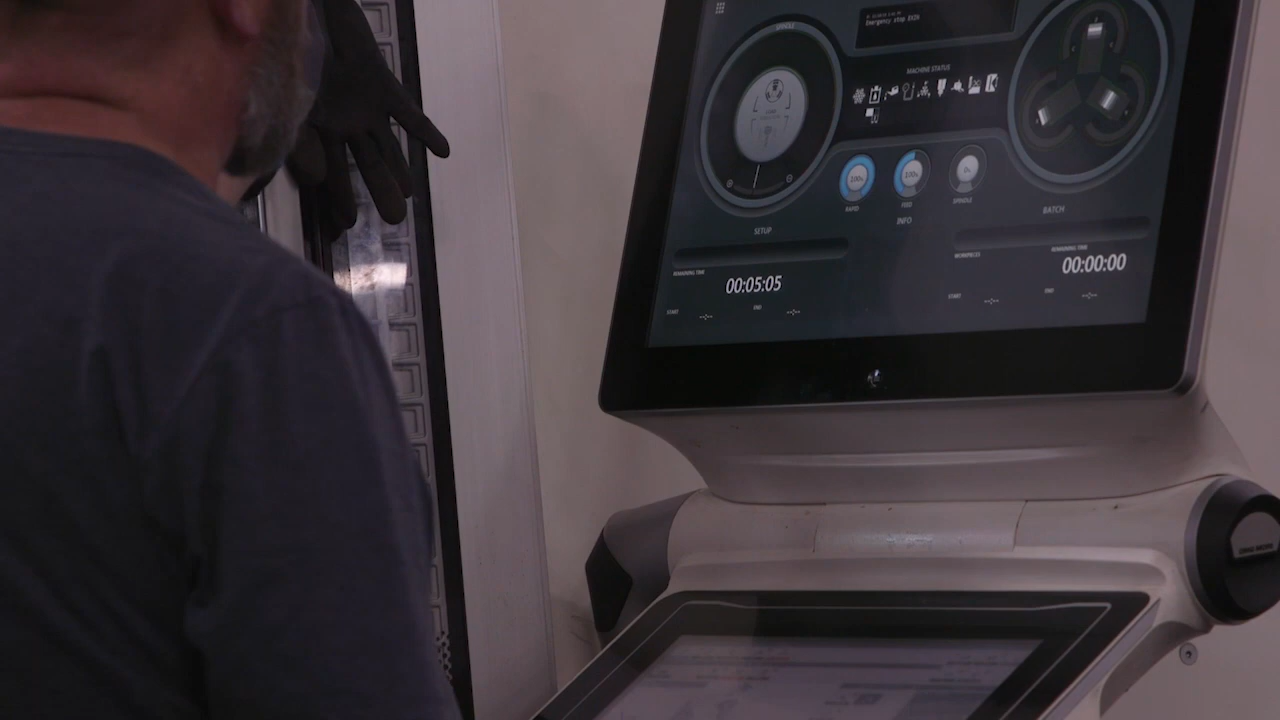 SPINDLE
Emergency stop EX26
MACHINE STATUS
100%
100%
0%
RAPID
FEED
SPINDLE
INFO
SETUP
BATCH
REMAINING TIME
00:05:05
START
--:--
END
--:--
WORKPIECES
REMAINING TIME
00:00:00
START
--:--
END
--:--